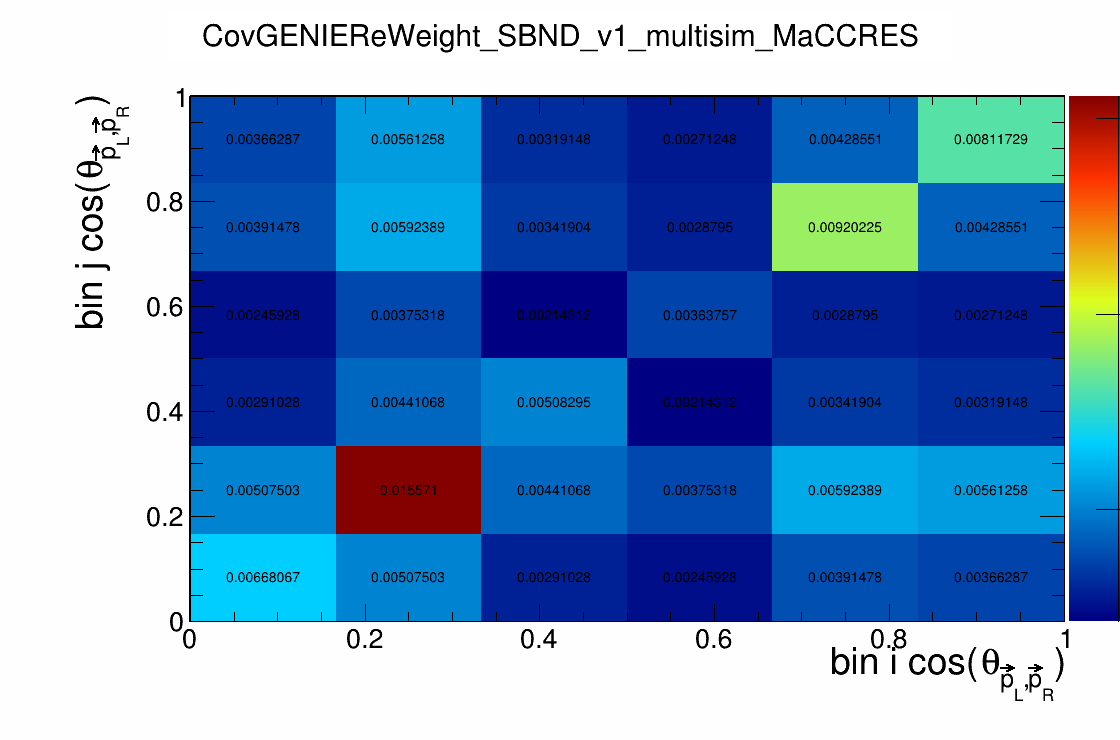 CovGENIEReWeight_SBND_v1_multisim_MaCCRES
bin j cos(θ p⃗_L,p⃗_R)
1
0.8
0.6
0.4
0.2
0
0.00366287 0.00561258 0.00319148 0.00271248 0.00428551 0.00811729
0.00391478 0.00592389 0.00341904 0.0028795 0.00920225 0.00428551
0.00245928 0.00375318 0.00214312 0.00363757 0.0028795 0.00271248
0.00291028 0.00441068 0.00508295 0.00214312 0.00341904 0.00319148
0.00507503 0.015571 0.00441068 0.00375318 0.00592389 0.00561258
0.00668067 0.00507503 0.00291028 0.00245928 0.00391478 0.00366287
0 0.2 0.4 0.6 0.8 1
bin i cos(θ p⃗_L,p⃗_R)